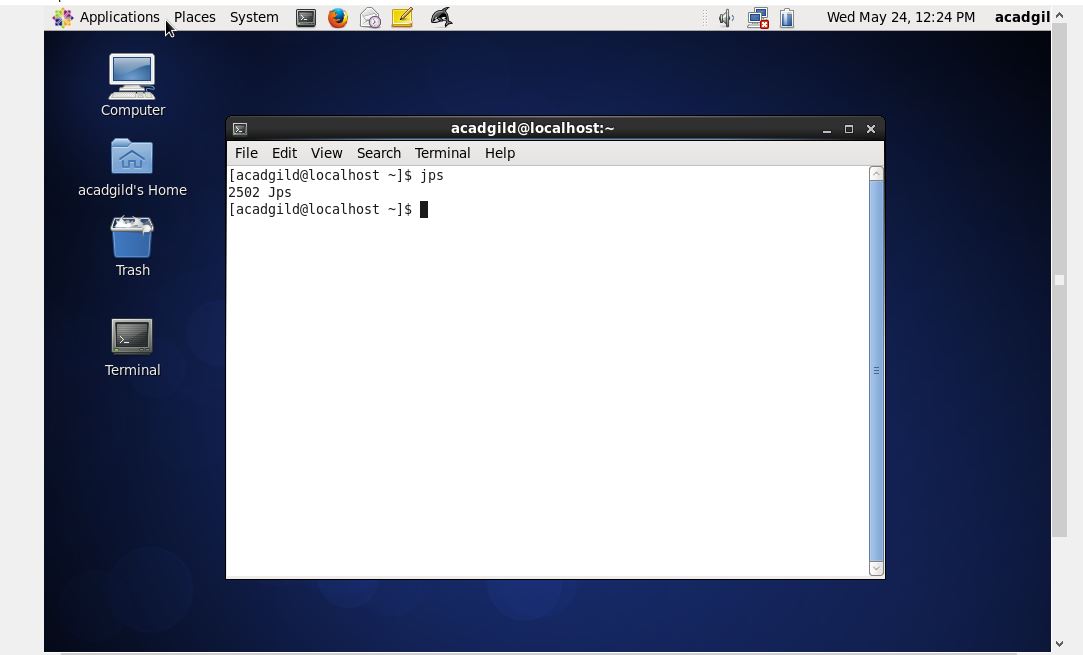 Applications Places System Wed May 24, 12:24 PM acadgil
Computer
acadgild's Home
Trash
Terminal
acadgild@localhost:~
File Edit View Search Terminal Help
[acadgild@localhost ~]$ jps
2502 Jps
[acadgild@localhost ~]$